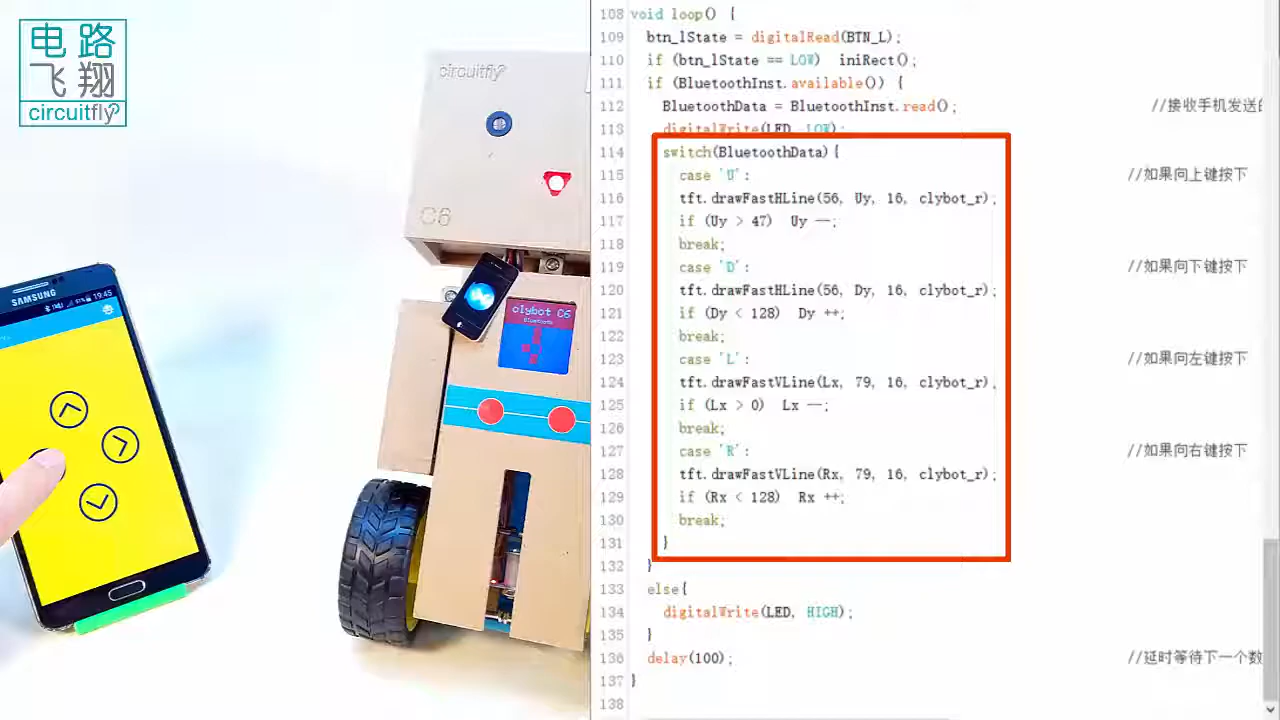 电路
飞翔
circuitfly
SAMSUNG
19:45
circuitfly
C6
clybot C6
Bluetooth
108 void loop() {
109 btn_lState = digitalRead(BTN_L);
110 if (btn_lState == LOW) iniRect();
111 if (BluetoothInst.available()) {
112 BluetoothData = BluetoothInst.read(); //接收手机发送
113 digitalWrite(LED, LOW);
114 switch(BluetoothData){
115 case 'U': //如果向上键按下
116 tft.drawFastHLine(56, Uy, 16, clybot_r);
117 if (Uy > 47) Uy --;
118 break;
119 case 'D': //如果向下键按下
120 tft.drawFastHLine(56, Dy, 16, clybot_r);
121 if (Dy < 128) Dy ++;
122 break;
123 case 'L': //如果向左键按下
124 tft.drawFastVLine(Lx, 79, 16, clybot_r);
125 if (Lx > 0) Lx --;
126 break;
127 case 'R': //如果向右键按下
128 tft.drawFastVLine(Rx, 79, 16, clybot_r);
129 if (Rx < 128) Rx ++;
130 break;
131 }
132 }
133 else{
134 digitalWrite(LED, HIGH);
135 }
136 delay(100); //延时等待下一个数
137 }
138